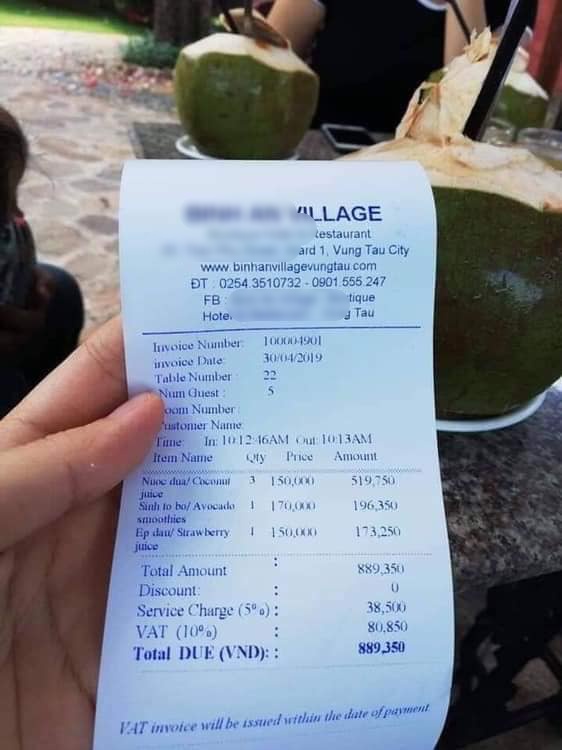 VILLAGE
Restaurant
ard 1, Vung Tau City
www.binhanvillagevungtau.com
ĐT : 0254.3510732 - 0901.555.247
FB : tique
Hote g Tau
Invoice Number: 100004901
invoice Date: 30/04/2019
Table Number : 22
Num Guest : 5
oom Number :
ustomer Name:
Time: In: 10:12:46AM Out: 10:13AM
Item Name Qty Price Amount
Nuoc dua/ Coconut 3 150,000 519,750
juice
Sinh to bo/ Avocado 1 170,000 196,350
smoothies
Ep dau/ Strawberry 1 150,000 173,250
juice
Total Amount : 889,350
Discount: 0
Service Charge (5%) : 38,500
VAT (10%) : 80,850
Total DUE (VND): : 889,350
VAT invoice will be issued within the date of payment